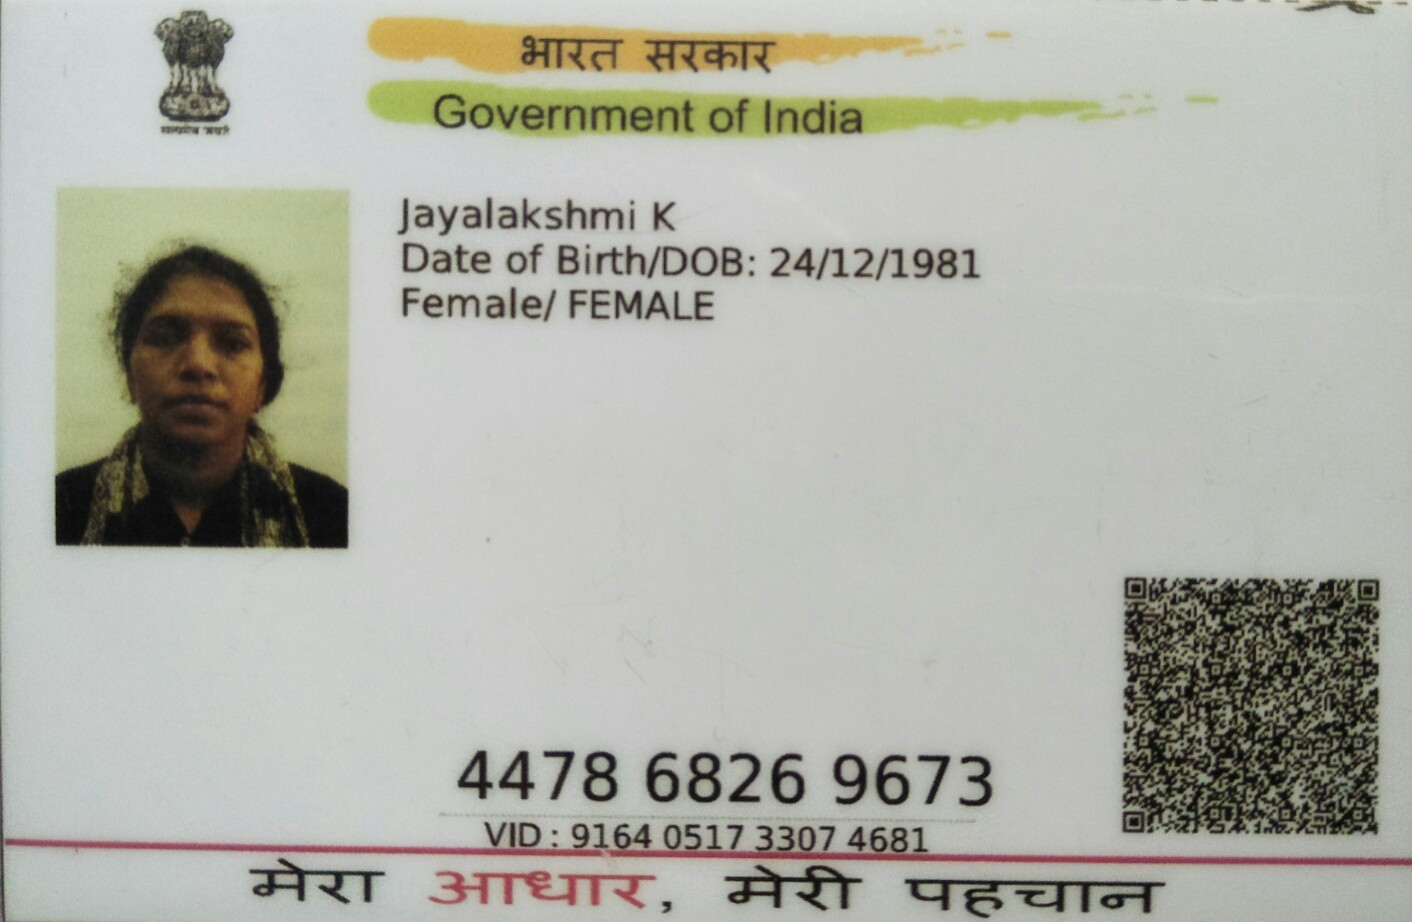 सत्यमेव जयते
भारत सरकार
Government of India
Jayalakshmi K
Date of Birth/DOB: 24/12/1981
Female/ FEMALE
4478 6826 9673
VID : 9164 0517 3307 4681
मेरा आधार, मेरी पहचान